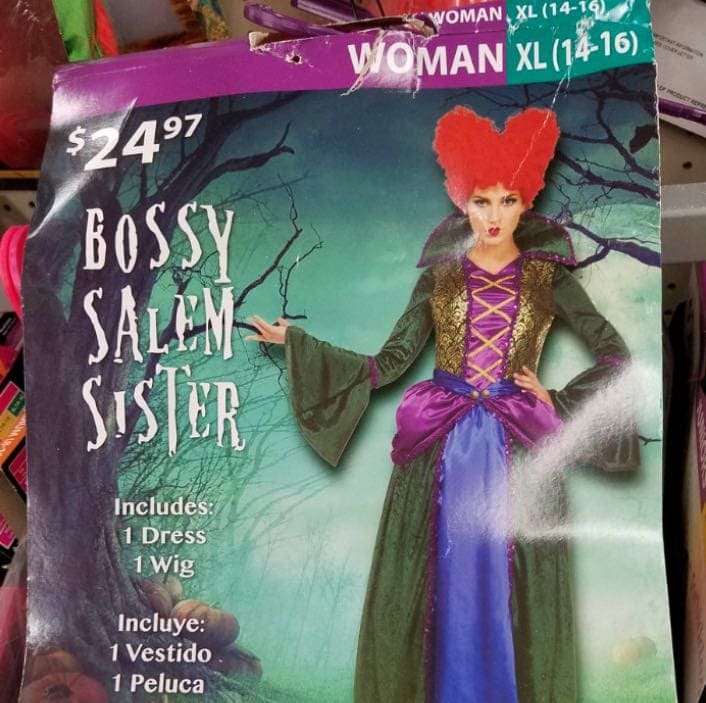 WOMAN XL (14-16)
WOMAN XL (14-16)
$24.97
BOSSY
SALEM
SISTER
Includes:
1 Dress
1 Wig
Incluye:
1 Vestido
1 Peluca